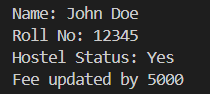 Name: John Doe
Roll No: 12345
Hostel Status: Yes
Fee updated by 5000